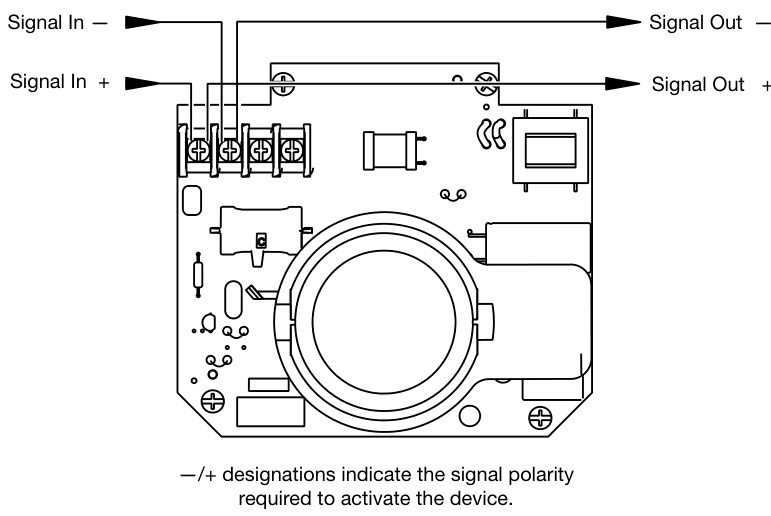 Signal In —
Signal Out —
Signal In +
Signal Out +
C
—/+ designations indicate the signal polarity
required to activate the device.